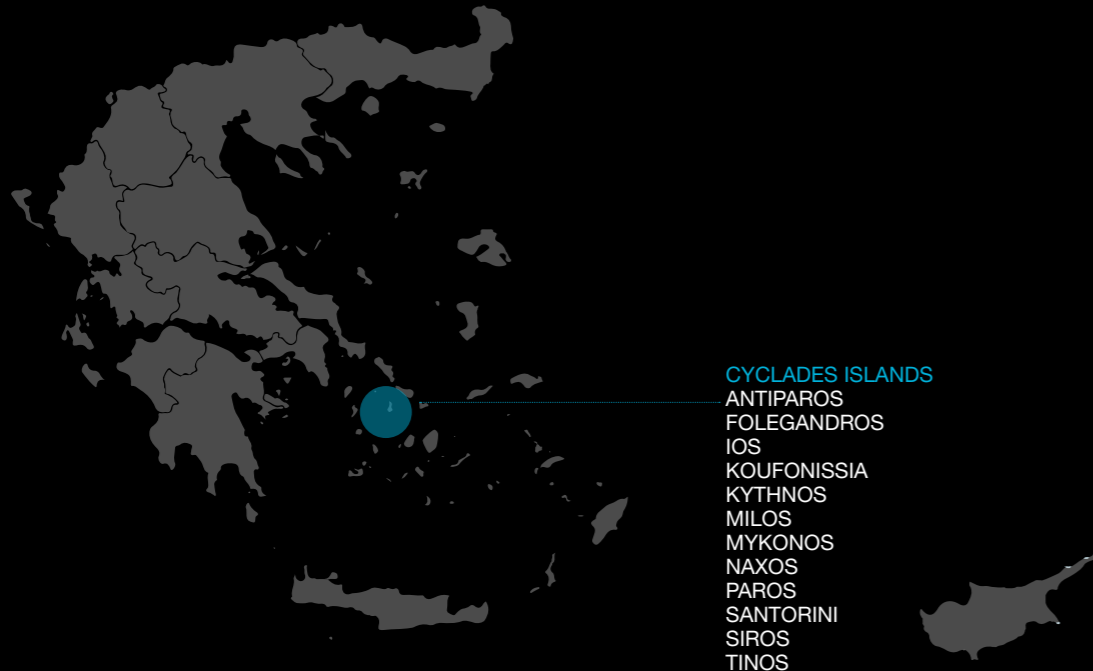 CYCLADES ISLANDS
ANTIPAROS
FOLEGANDROS
IOS
KOUFONISSIA
KYTHNOS
MILOS
MYKONOS
NAXOS
PAROS
SANTORINI
SIROS
TINOS